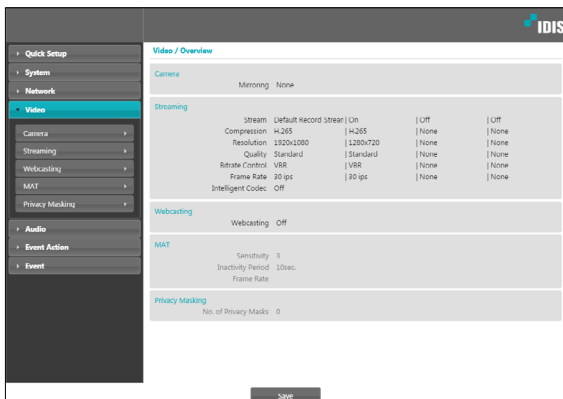 IDIS
Quick Setup
System
Network
Video
Camera
Streaming
Webcasting
MAT
Privacy Masking
Audio
Event Action
Event
Video / Overview
Camera
Mirroring None
Streaming
Stream Default Record Stream | On | Off | Off
Compression H.265 | H.265 | None | None
Resolution 1920x1080 | 1280x720 | None | None
Quality Standard | Standard | None | None
Bitrate Control VBR | VBR | None | None
Frame Rate 30 ips | 30 ips | None | None
Intelligent Codec Off
Webcasting
Webcasting Off
MAT
Sensitivity 3
Inactivity Period 10sec.
Frame Rate
Privacy Masking
No. of Privacy Masks 0
Save